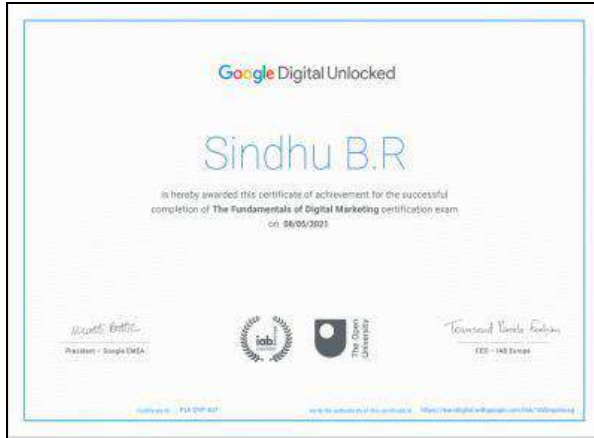 Google Digital Unlocked
Sindhu B.R
is hereby awarded this certificate of achievement for the successful
completion of The Fundamentals of Digital Marketing certification exam
on 08/05/2021
President - Google EMEA
iab
The Open
University
CEO - IAB Europe